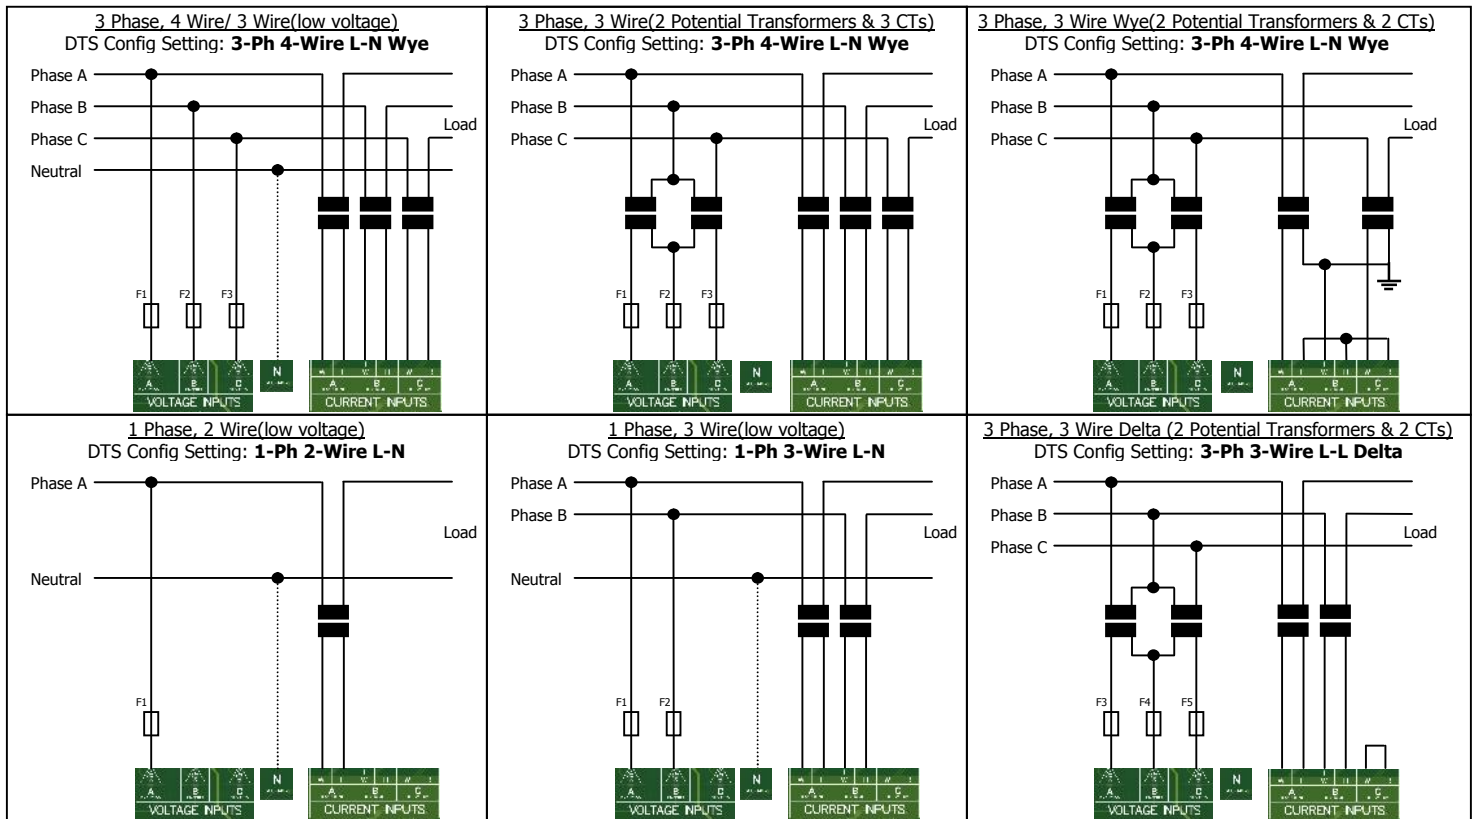 3 Phase, 4 Wire/ 3 Wire(low voltage)
DTS Config Setting: 3-Ph 4-Wire L-N Wye
Phase A
Phase B
Phase C
Neutral
Load
F1
F2
F3
A
B
C
N
A
B
C
VOLTAGE INPUTS
CURRENT INPUTS
3 Phase, 3 Wire(2 Potential Transformers & 3 CTs)
DTS Config Setting: 3-Ph 4-Wire L-N Wye
Phase A
Phase B
Phase C
Load
F1
F2
F3
A
B
C
N
A
B
C
VOLTAGE INPUTS
CURRENT INPUTS
3 Phase, 3 Wire Wye(2 Potential Transformers & 2 CTs)
DTS Config Setting: 3-Ph 4-Wire L-N Wye
Phase A
Phase B
Phase C
Load
F1
F2
F3
A
B
C
N
A
B
C
VOLTAGE INPUTS
CURRENT INPUTS
1 Phase, 2 Wire(low voltage)
DTS Config Setting: 1-Ph 2-Wire L-N
Phase A
Load
Neutral
F1
A
B
C
N
A
B
C
VOLTAGE INPUTS
CURRENT INPUTS
1 Phase, 3 Wire(low voltage)
DTS Config Setting: 1-Ph 3-Wire L-N
Phase A
Phase B
Load
Neutral
F1
F2
A
B
C
N
A
B
C
VOLTAGE INPUTS
CURRENT INPUTS
3 Phase, 3 Wire Delta (2 Potential Transformers & 2 CTs)
DTS Config Setting: 3-Ph 3-Wire L-L Delta
Phase A
Phase B
Phase C
Load
F3
F4
F5
A
B
C
N
A
B
C
VOLTAGE INPUTS
CURRENT INPUTS